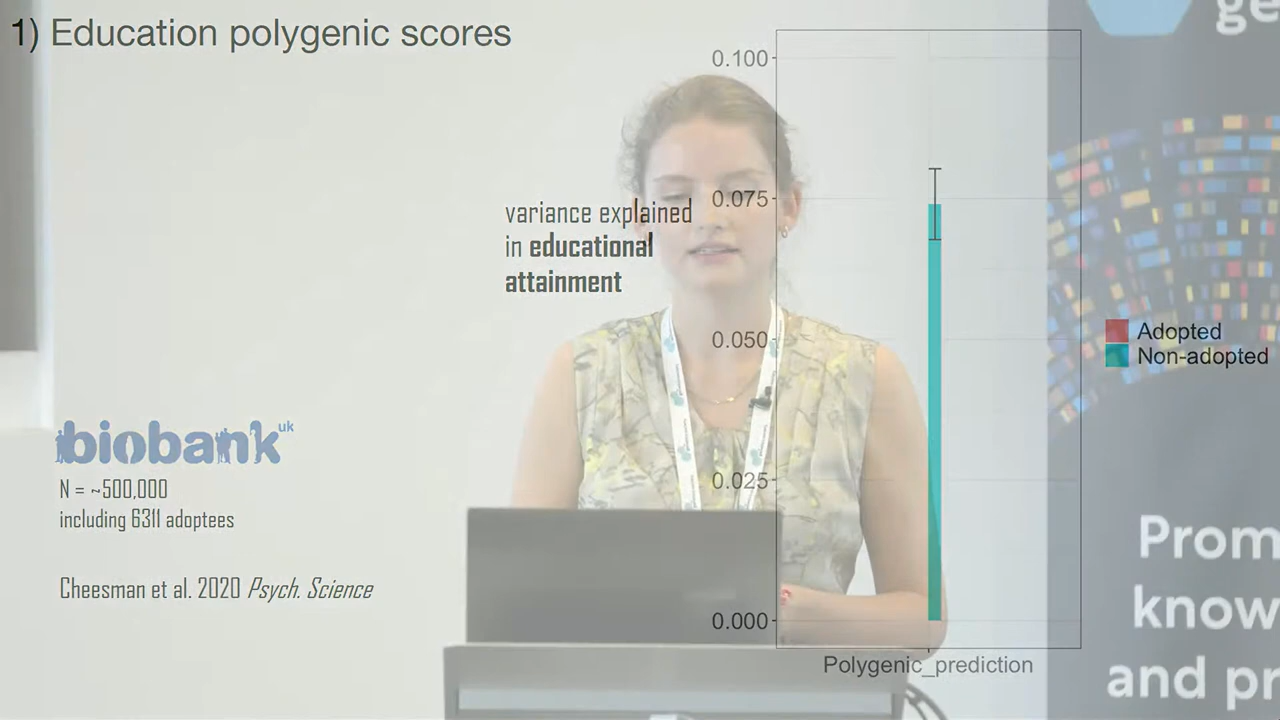 1) Education polygenic scores
ge
0.100
variance explained
in educational
attainment
0.075
0.050
0.025
0.000
Adopted
Non-adopted
biobank uk
N = ~500,000
including 6311 adoptees
Cheesman et al. 2020 Psych. Science
Polygenic_prediction
Prom
know
and pr